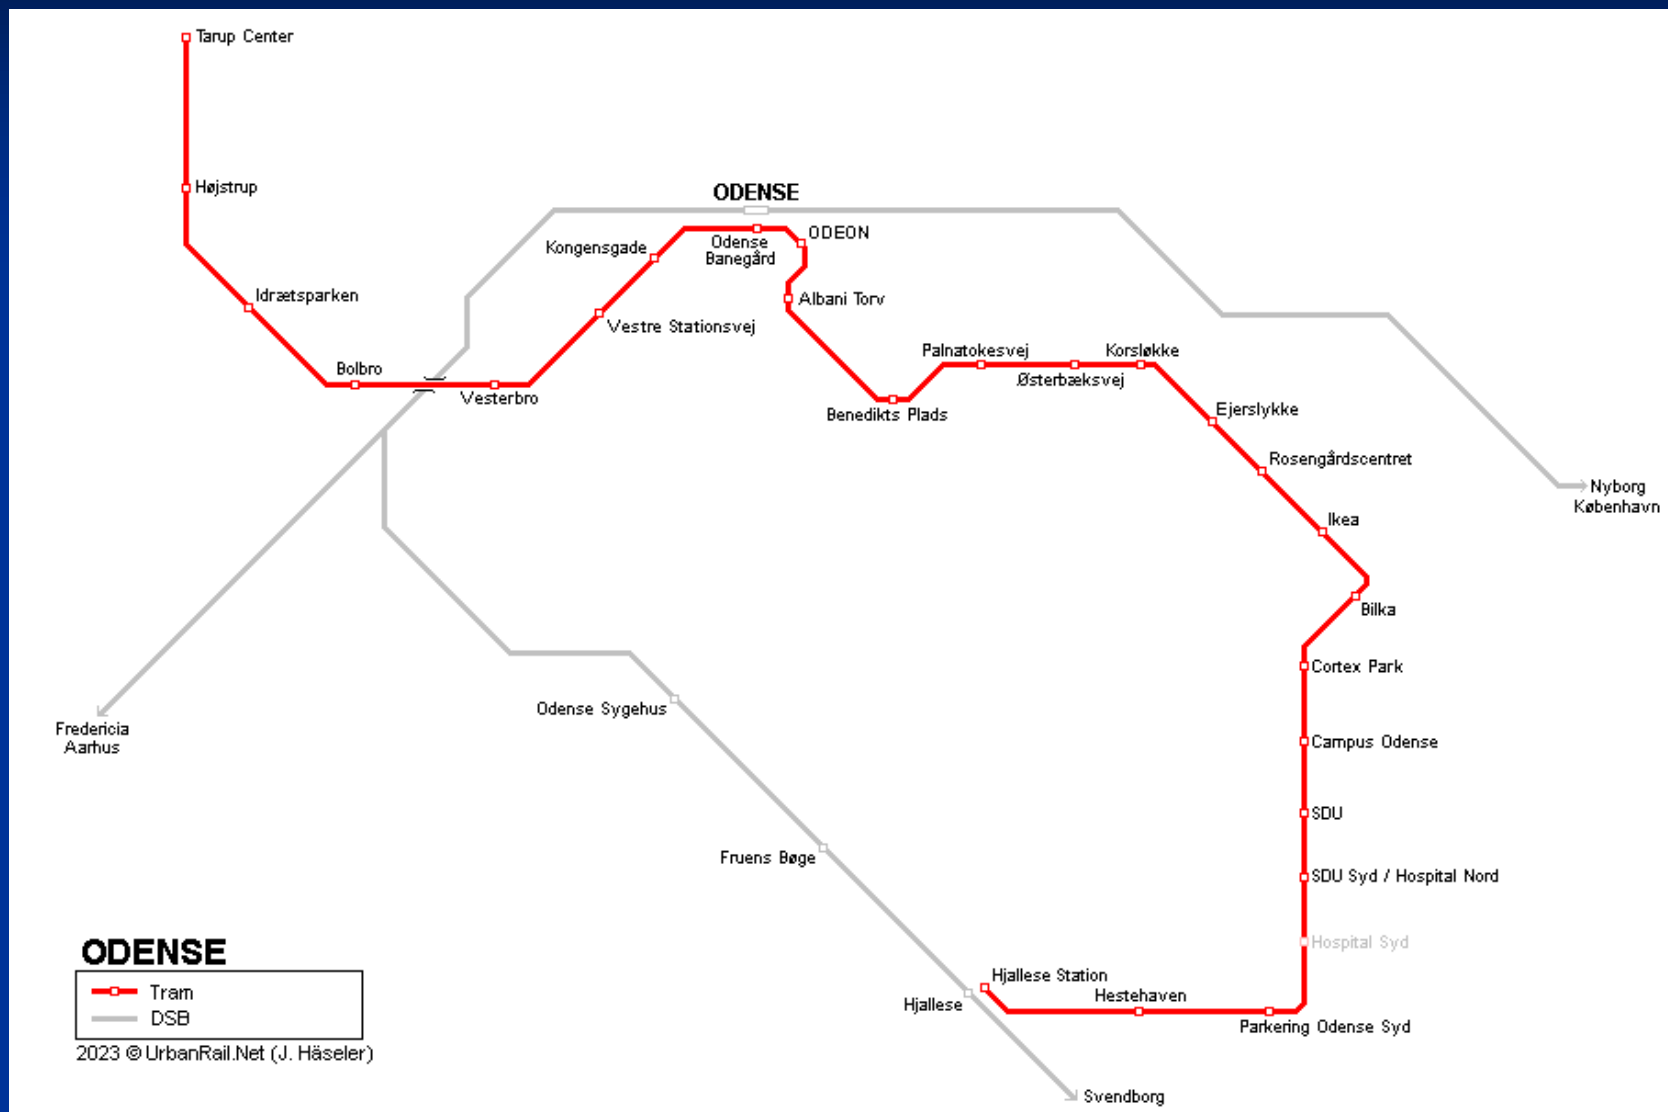 Tarup Center
Højstrup
ODENSE
ODEON
Kongensgade
Odense
Banegård
Idrætsparken
Albani Torv
Vestre Stationsvej
Palnatokesvej
Korsløkke
Bolbro
Østerbæksvej
Vesterbro
Benedikts Plads
Ejerslykke
Rosengårdscentret
Nyborg
København
Ikea
Bilka
Cortex Park
Odense Sygehus
Fredericia
Aarhus
Campus Odense
SDU
Fruens Bøge
SDU Syd / Hospital Nord
Hospital Syd
Hjallese Station
Hestehaven
Hjallese
Parkering Odense Syd
Svendborg
ODENSE
Tram
DSB
2023 © UrbanRail.Net (J. Häseler)